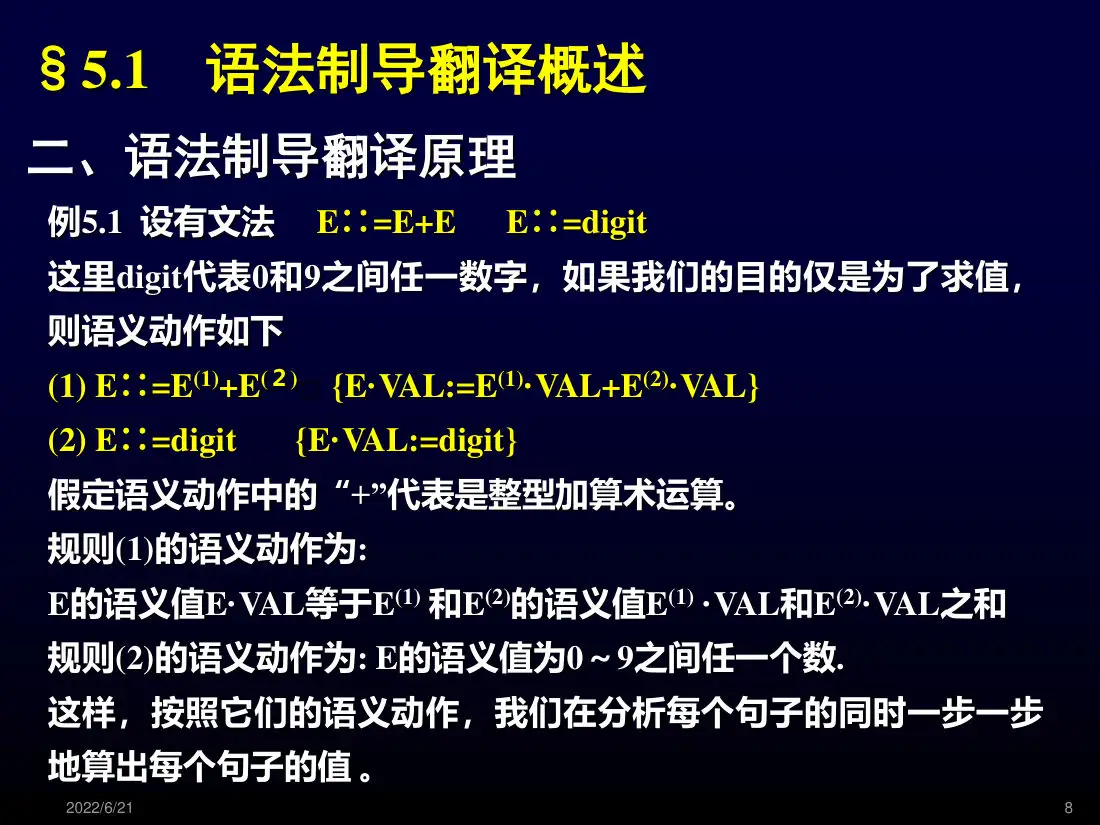 §5.1 语法制导翻译概述
二、语法制导翻译原理
例5.1 设有文法 E∷=E+E E∷=digit
这里digit代表0和9之间任一数字，如果我们的目的仅是为了求值，
则语义动作如下
(1) E∷=E⁽¹⁾+E⁽２⁾ {E·VAL:=E⁽¹⁾·VAL+E⁽²⁾·VAL}
(2) E∷=digit {E·VAL:=digit}
假定语义动作中的“+”代表是整型加算术运算。
规则(1)的语义动作为:
E的语义值E·VAL等于E⁽¹⁾ 和E⁽²⁾的语义值E⁽¹⁾ ·VAL和E⁽²⁾·VAL之和
规则(2)的语义动作为: E的语义值为0～9之间任一个数.
这样，按照它们的语义动作，我们在分析每个句子的同时一步一步
地算出每个句子的值 。
2022/6/21
8